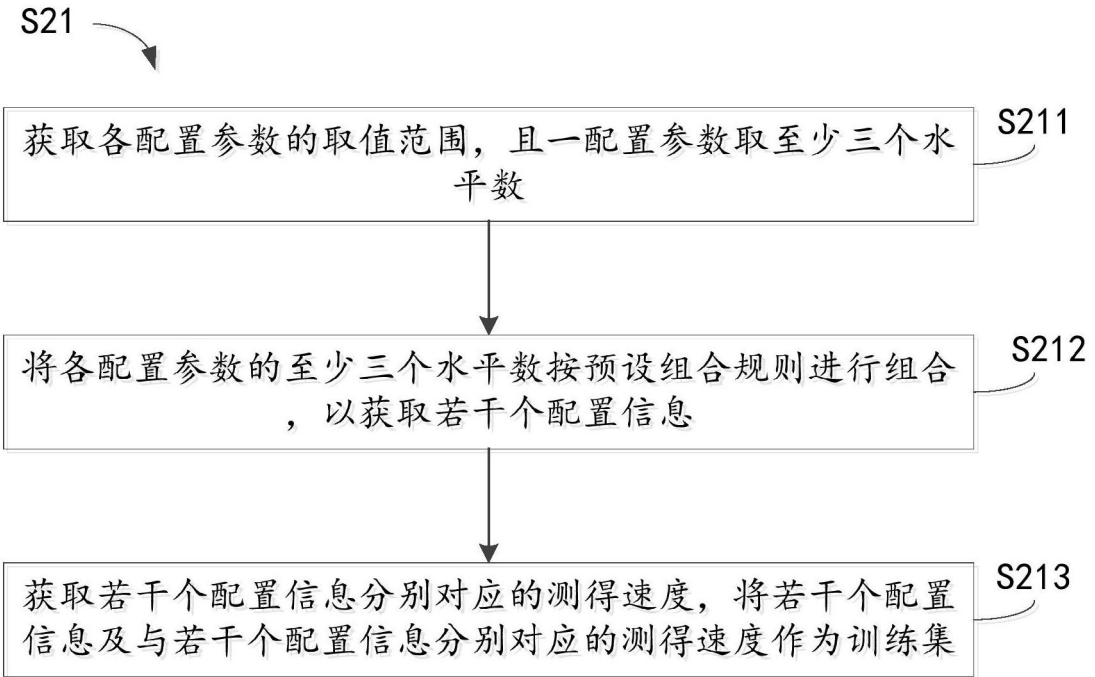 S21
获取各配置参数的取值范围，且一配置参数取至少三个水
平数
S211
将各配置参数的至少三个水平数按预设组合规则进行组合
，以获取若干个配置信息
S212
获取若干个配置信息分别对应的测得速度，将若干个配置
信息及与若干个配置信息分别对应的测得速度作为训练集
S213